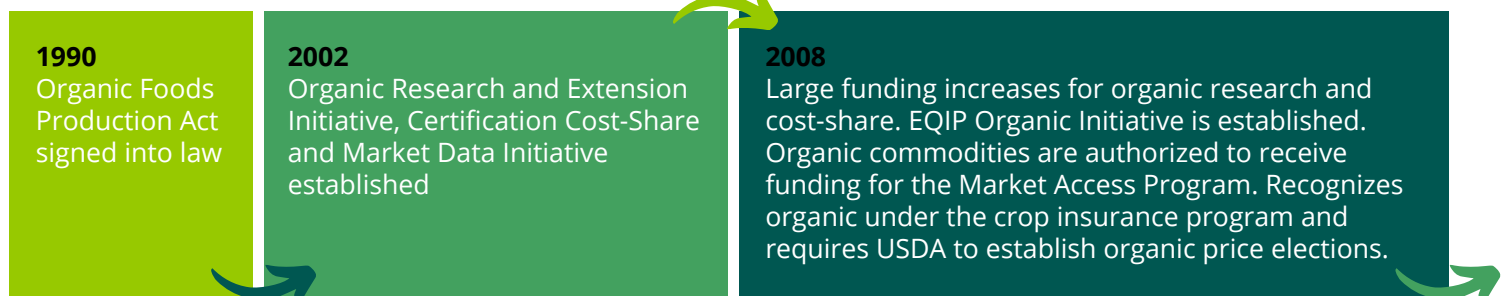 1990
Organic Foods
Production Act
signed into law
2002
Organic Research and Extension
Initiative, Certification Cost-Share
and Market Data Initiative
established
2008
Large funding increases for organic research and
cost-share. EQIP Organic Initiative is established.
Organic commodities are authorized to receive
funding for the Market Access Program. Recognizes
organic under the crop insurance program and
requires USDA to establish organic price elections.